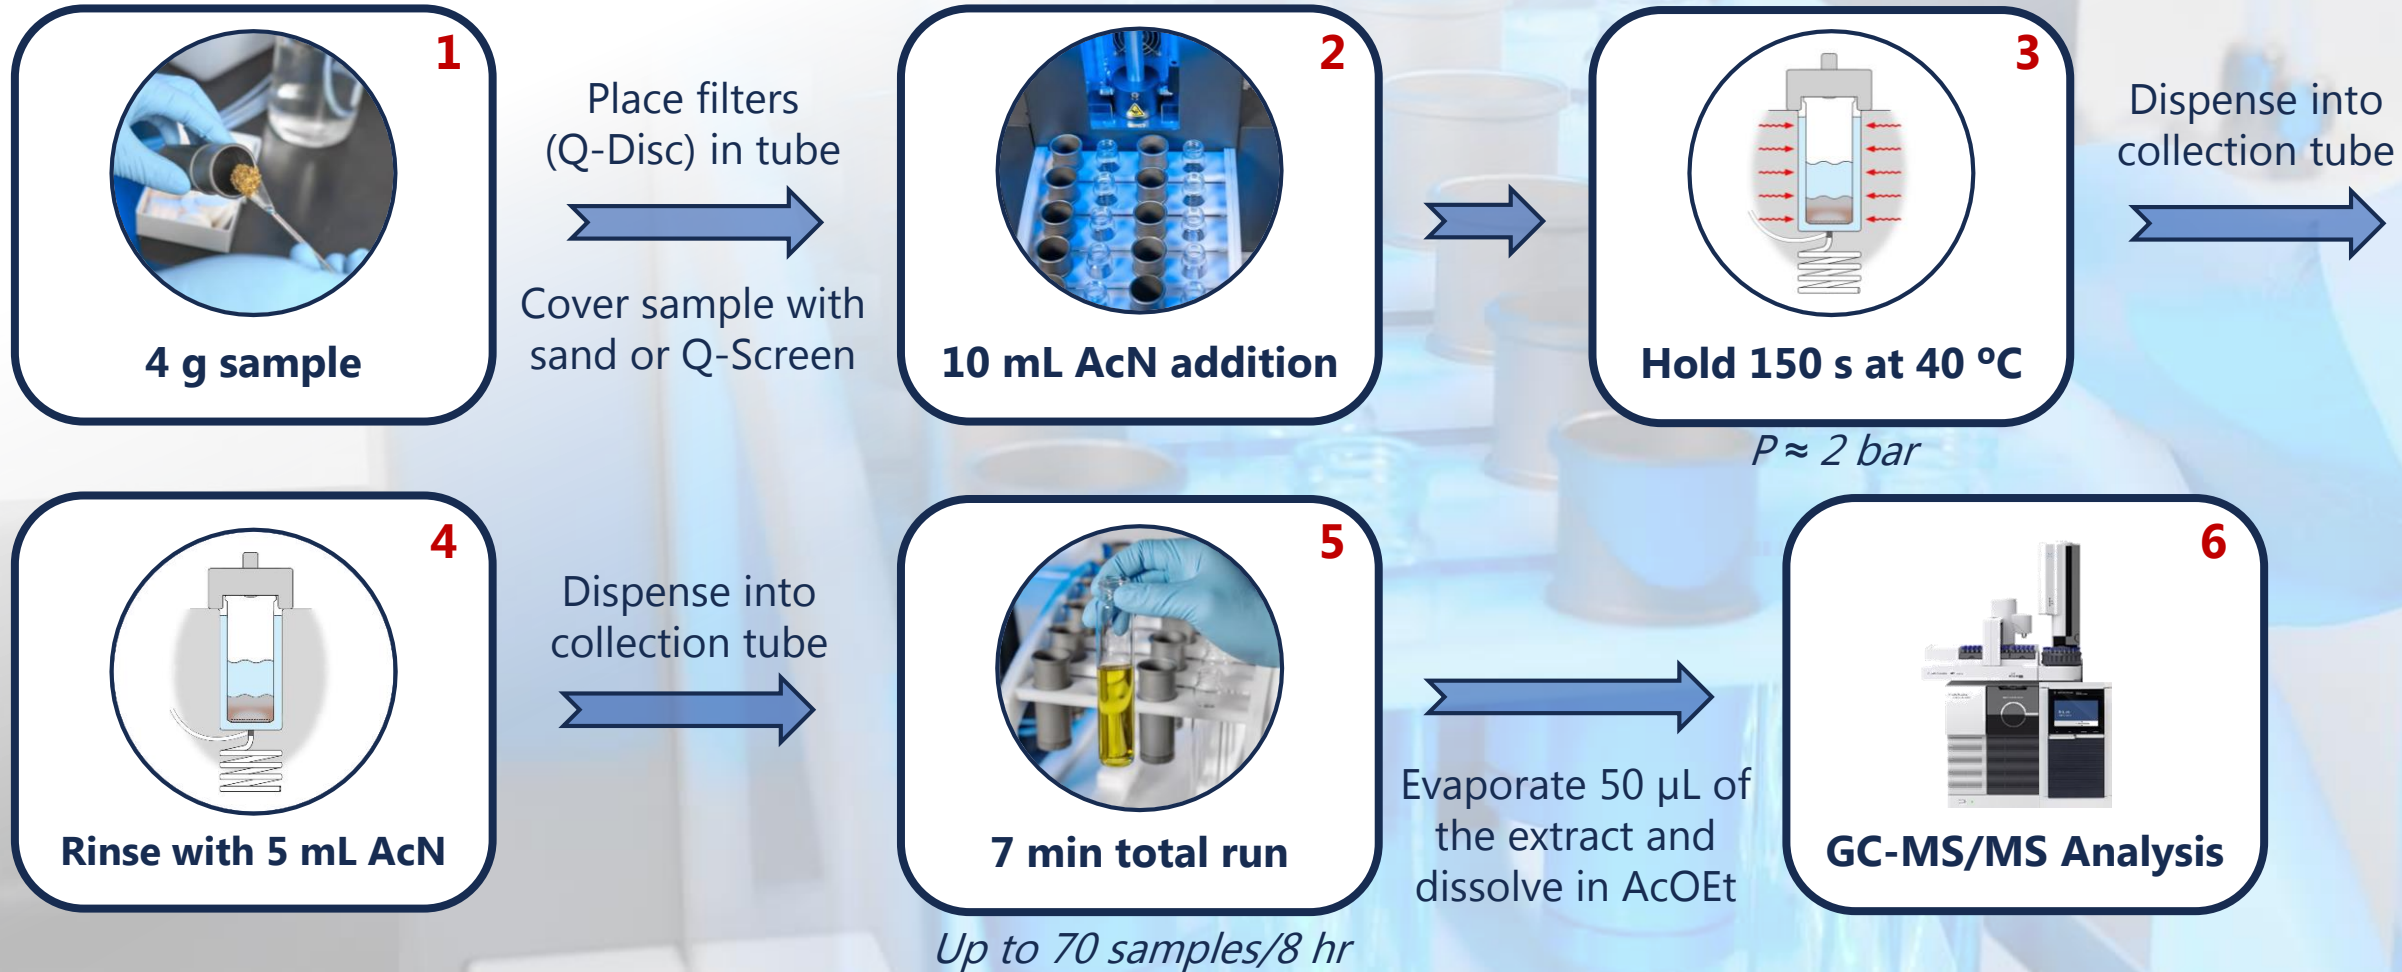 1
4 g sample
Place filters
(Q-Disc) in tube
Cover sample with
sand or Q-Screen
2
10 mL AcN addition
3
Hold 150 s at 40 ºC
P ≈ 2 bar
Dispense into
collection tube
4
Rinse with 5 mL AcN
Dispense into
collection tube
5
7 min total run
Up to 70 samples/8 hr
Evaporate 50 µL of
the extract and
dissolve in AcOEt
6
GC-MS/MS Analysis